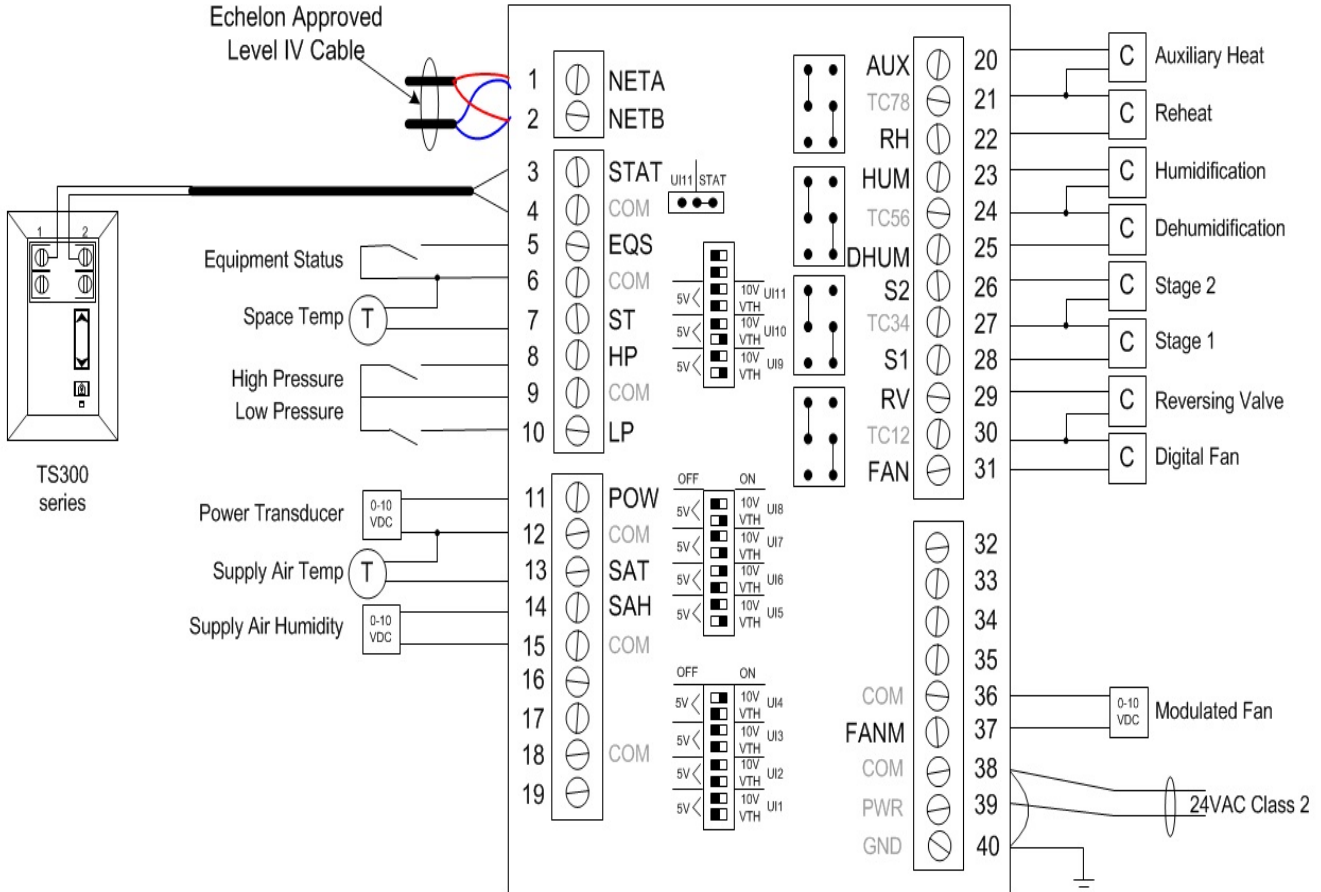 Echelon Approved
Level IV Cable
1 NETA
2 NETB
3 STAT
4 COM
5 EQS
6 COM
7 ST
8 HP
9 COM
10 LP
11 POW
12 COM
13 SAT
14 SAH
15 COM
16
17
18 COM
19
1 2
TS300
series
Equipment Status
Space Temp T
High Pressure
Low Pressure
Power Transducer
0-10
VDC
Supply Air Temp T
Supply Air Humidity
0-10
VDC
UI11 STAT
5V 10V UI11
VTH
5V 10V UI10
VTH
5V 10V UI9
VTH
OFF ON
5V 10V UI8
VTH
5V 10V UI7
VTH
5V 10V UI6
VTH
5V 10V UI5
VTH
OFF ON
5V 10V UI4
VTH
5V 10V UI3
VTH
5V 10V UI2
VTH
5V 10V UI1
VTH
AUX 20
TC78 21
RH 22
HUM 23
TC56 24
DHUM 25
S2 26
TC34 27
S1 28
RV 29
TC12 30
FAN 31
32
33
34
35
COM 36
FANM 37
COM 38
PWR 39
GND 40
C Auxiliary Heat
C Reheat
C Humidification
C Dehumidification
C Stage 2
C Stage 1
C Reversing Valve
C Digital Fan
0-10
VDC
Modulated Fan
24VAC Class 2